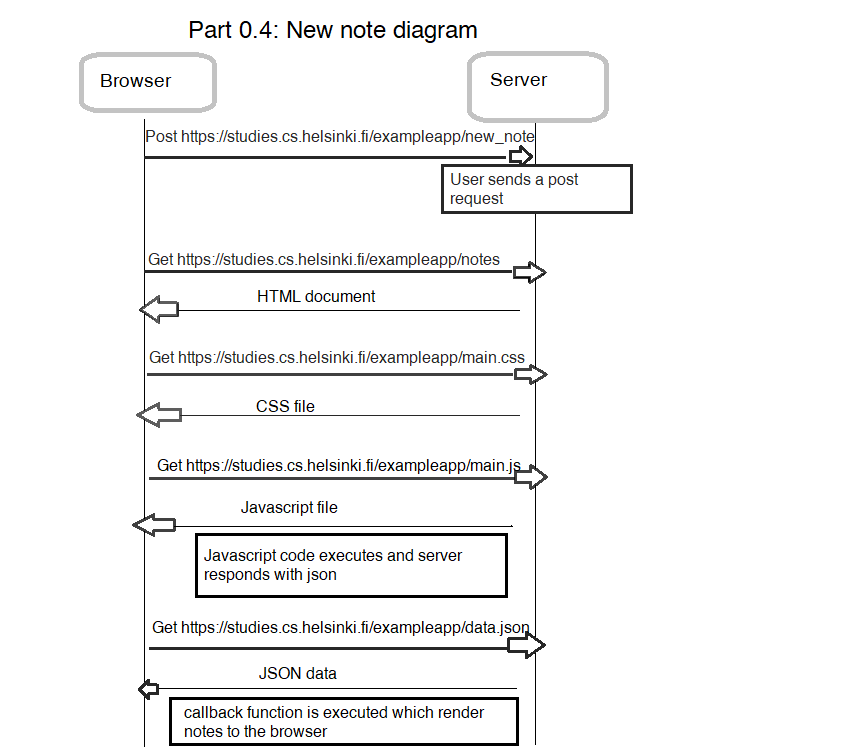 Part 0.4: New note diagram
Browser
Server
Post https://studies.cs.helsinki.fi/exampleapp/new_note
User sends a post
request
Get https://studies.cs.helsinki.fi/exampleapp/notes
HTML document
Get https://studies.cs.helsinki.fi/exampleapp/main.css
CSS file
Get https://studies.cs.helsinki.fi/exampleapp/main.js
Javascript file
Javascript code executes and server
responds with json
Get https://studies.cs.helsinki.fi/exampleapp/data.json
JSON data
callback function is executed which render
notes to the browser